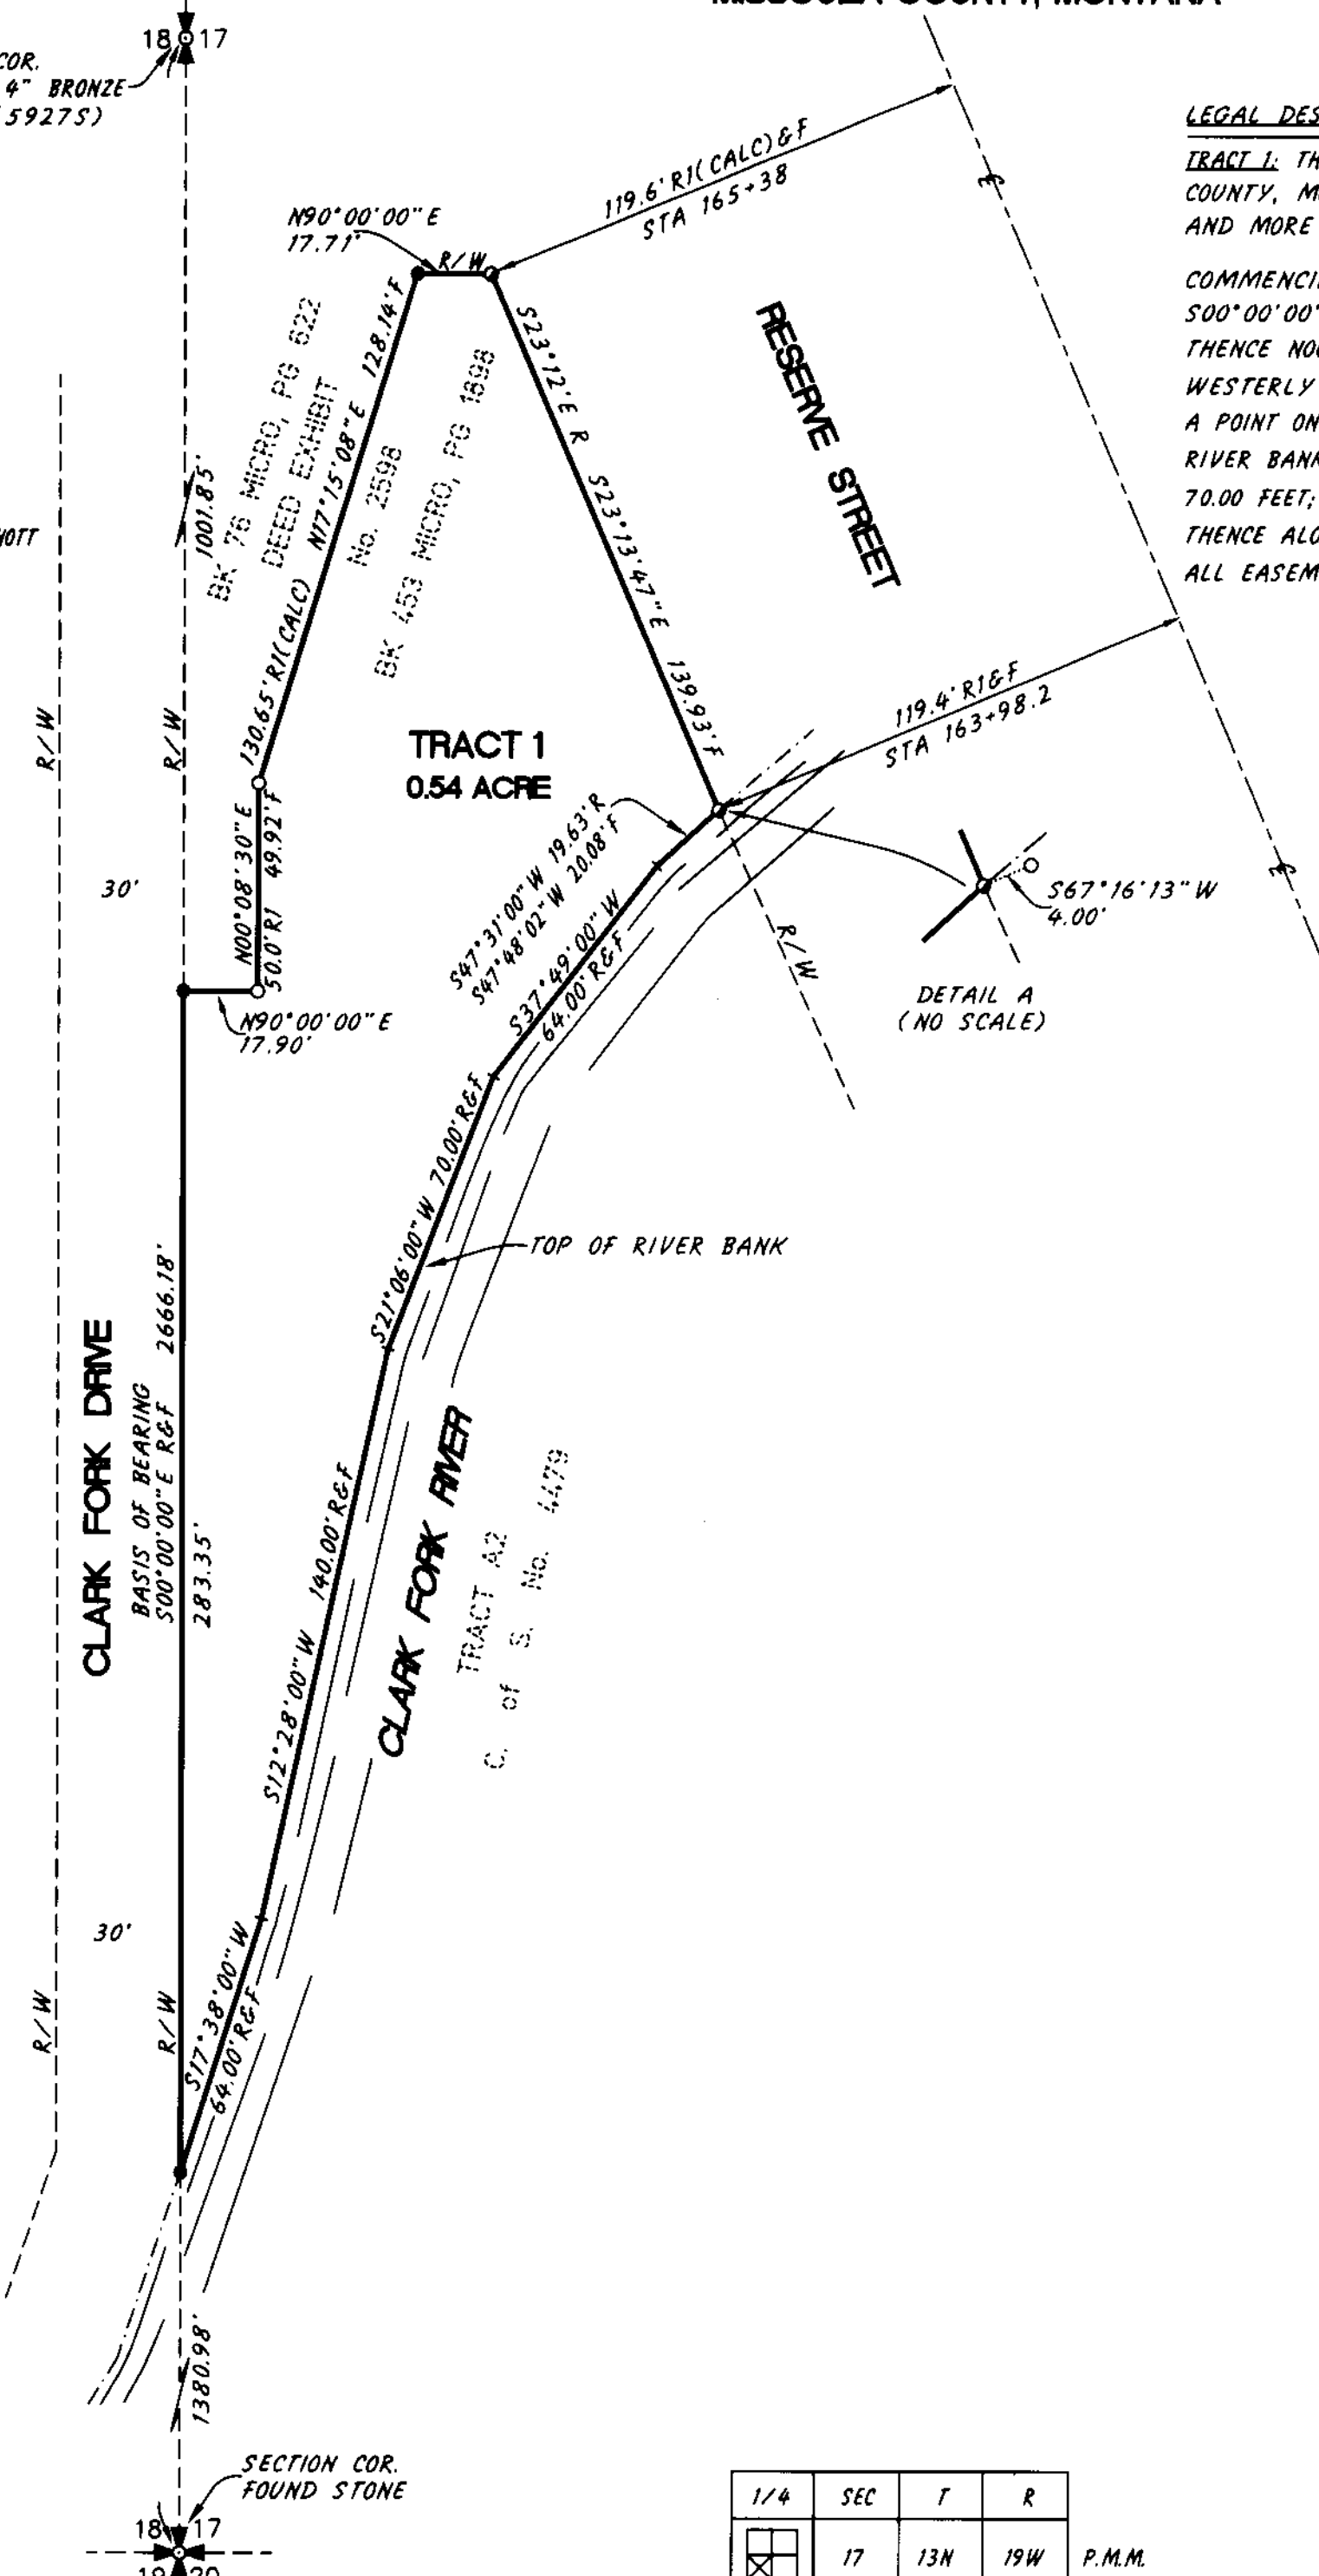 18 17
COR.
4" BRONZE
5927S)
N90°00'00"E
17.71'
R/W
119.6' R1(CALC)&F
STA 165+38
LEGAL DES
TRACT 1: TH
COUNTY, M
AND MORE
COMMENCI
S00°00'00"
THENCE NO
WESTERLY
A POINT ON
RIVER BANK
70.00 FEET;
THENCE ALO
ALL EASEM
RESERVE STREET
S23°12'E R S23°13'47"E 139.93'F
130.65'R1(CALC) N17°15'08"E 128.14'F
BK 76 MICRO, PG 622
DEED EXHIBIT
No. 2598
BK 453 MICRO, PG 1898
1001.85'
R/W
R/W
TRACT 1
0.54 ACRE
119.4' R1&F
STA 163+98.2
N00°08'30"E
50.0'R1 49.92'F
30'
N90°00'00"E
17.90'
S47°31'00"W 19.63'R
S47°48'02"W 20.08'F
S37°49'00"W
64.00'R&F
R/W
S67°16'13"W
4.00'
DETAIL A
(NO SCALE)
S21°06'00"W 70.00'R&F
TOP OF RIVER BANK
CLARK FORK DRIVE
BASIS OF BEARING
S00°00'00"E R&F 2666.18'
283.35'
S12°28'00"W 140.00'R&F
CLARK FORK RIVER
TRACT A2
C. of S. No. 4479
30'
R/W
R/W
S17°38'00"W
64.00'R&F
1380.98'
SECTION COR.
FOUND STONE
18 17
1/4 SEC T R
17 13N 19W P.M.M.